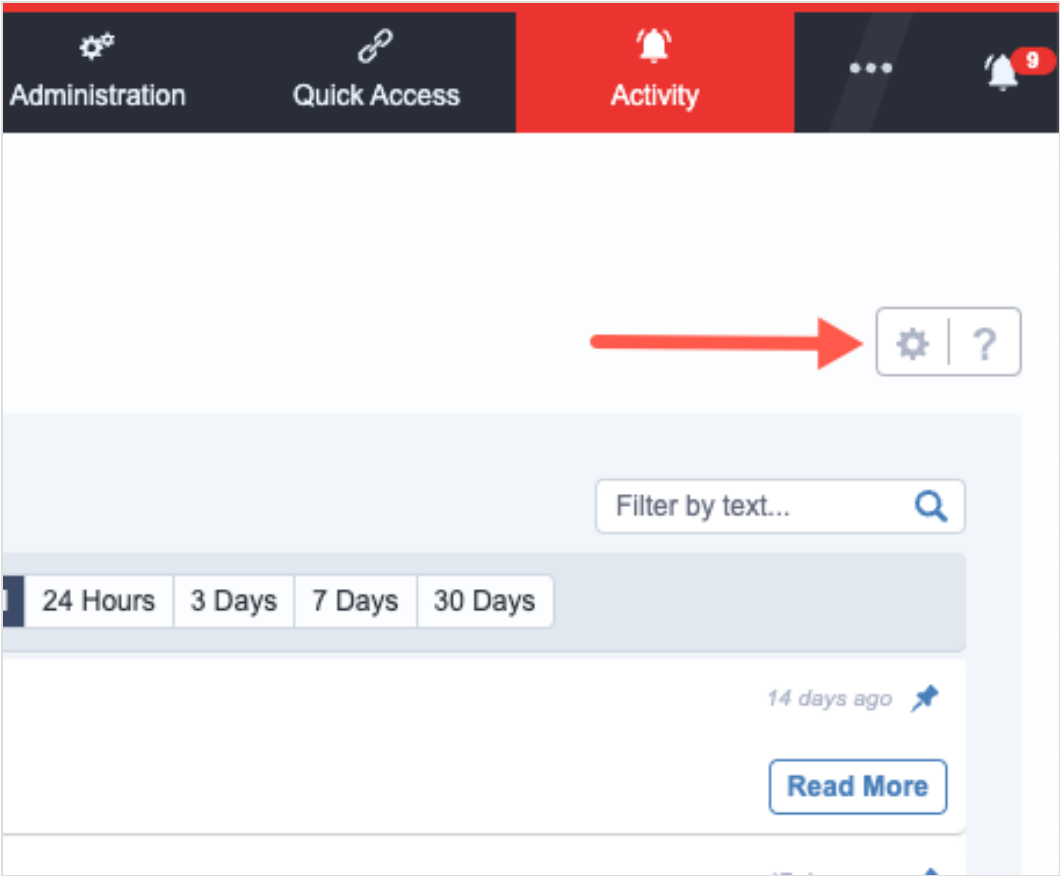 Administration
Quick Access
Activity
9
?
Filter by text...
24 Hours
3 Days
7 Days
30 Days
14 days ago
Read More